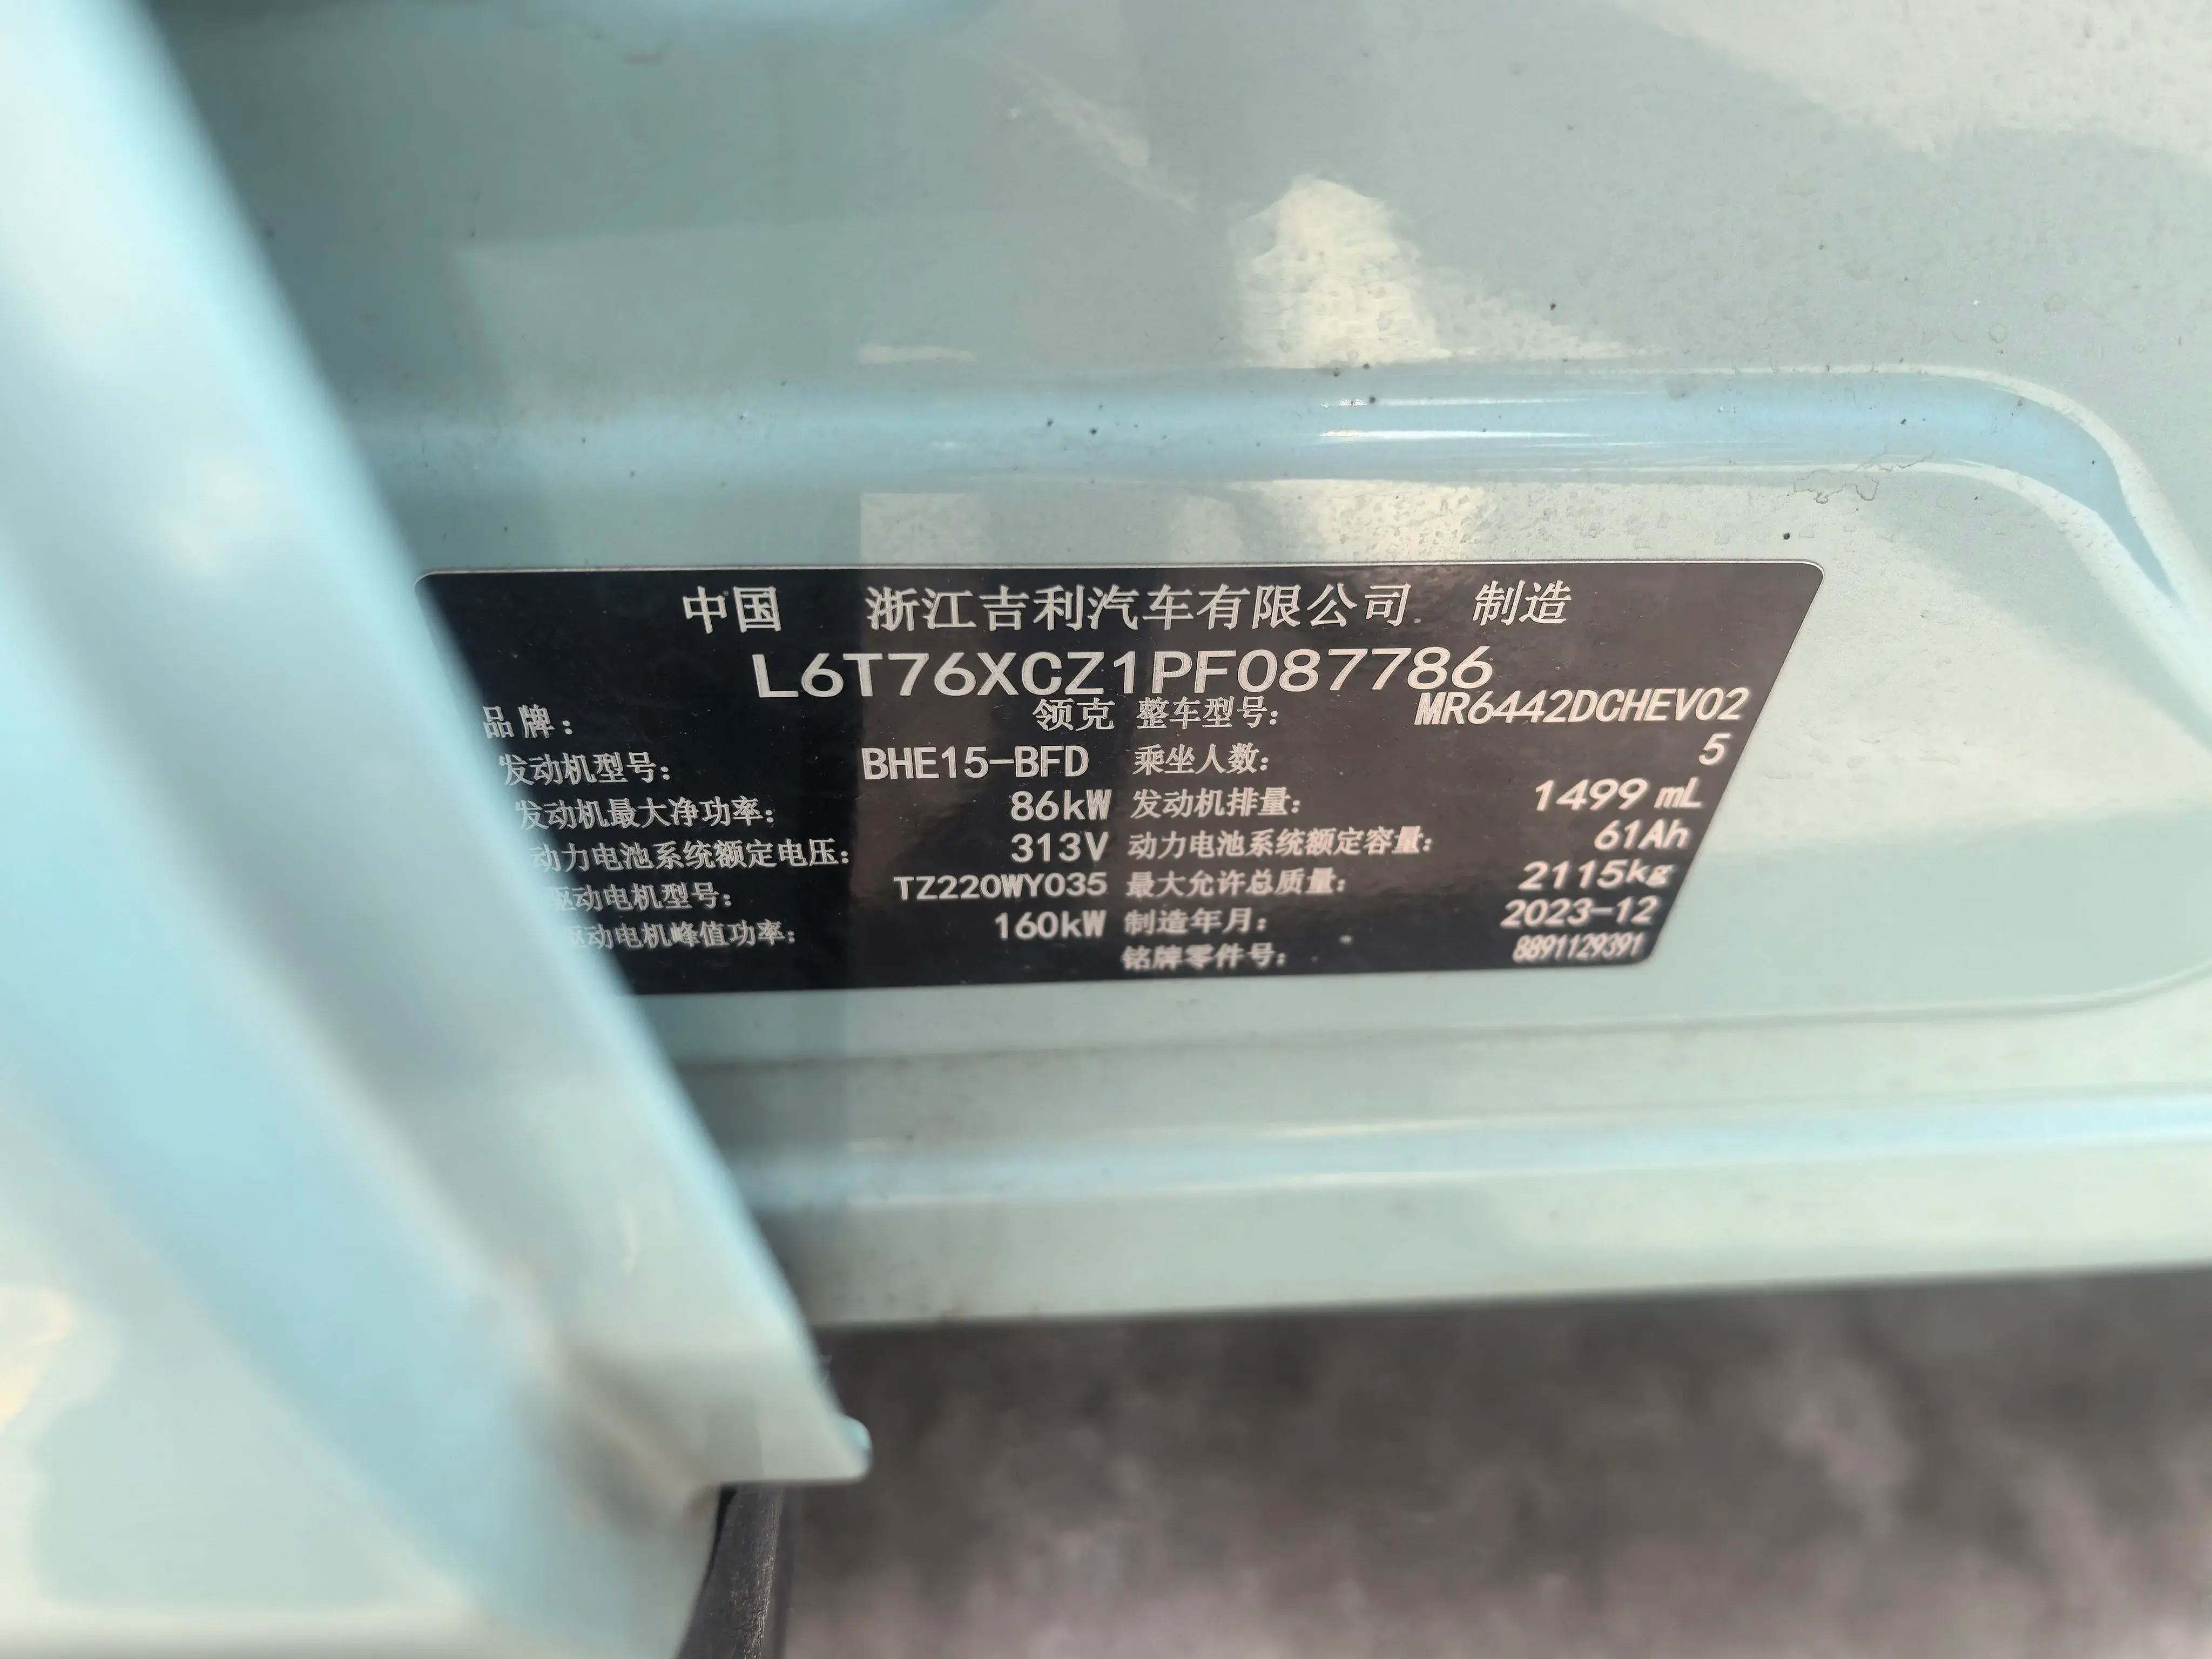 中国 浙江吉利汽车有限公司 制造
L6T76XCZ1PF087786
品牌: 领克 整车型号: MR6442DCHEV02
发动机型号: BHE15-BFD 乘坐人数: 5
发动机最大净功率: 86kW 发动机排量: 1499 mL
动力电池系统额定电压: 313V 动力电池系统额定容量: 61Ah
驱动电机型号: TZ220WY035 最大允许总质量: 2115kg
驱动电机峰值功率: 160kW 制造年月: 2023-12
铭牌零件号: 8891129391